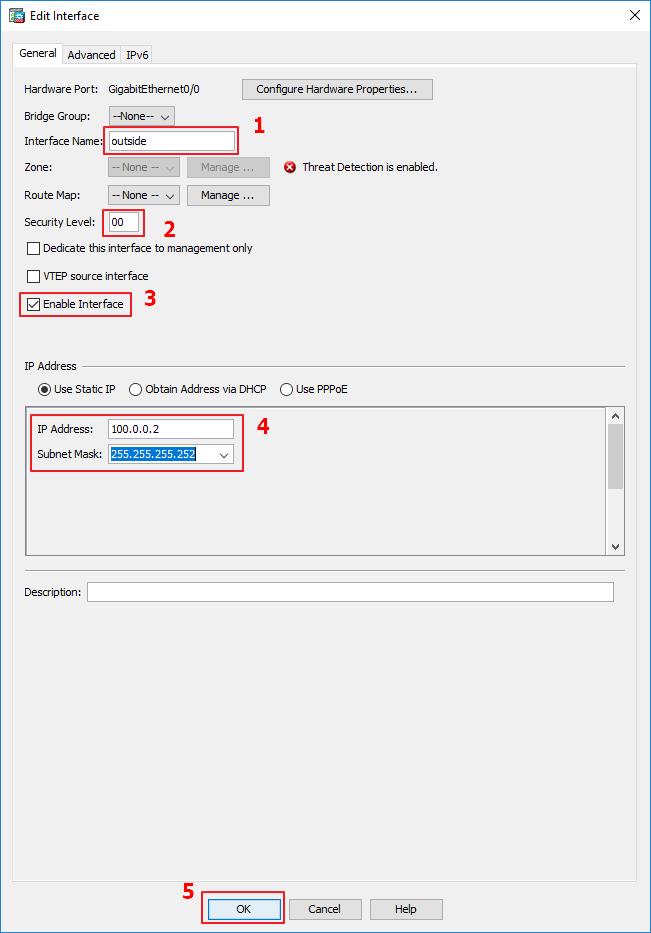 Edit Interface
General Advanced IPv6
Hardware Port: GigabitEthernet0/0 Configure Hardware Properties...
Bridge Group: --None--
1
Interface Name: outside
Zone: -- None -- Manage ... Threat Detection is enabled.
Route Map: -- None -- Manage ...
Security Level: 00 2
Dedicate this interface to management only
VTEP source interface
Enable Interface 3
IP Address
Use Static IP Obtain Address via DHCP Use PPPoE
IP Address: 100.0.0.2 4
Subnet Mask: 255.255.255.252
Description:
5
OK Cancel Help